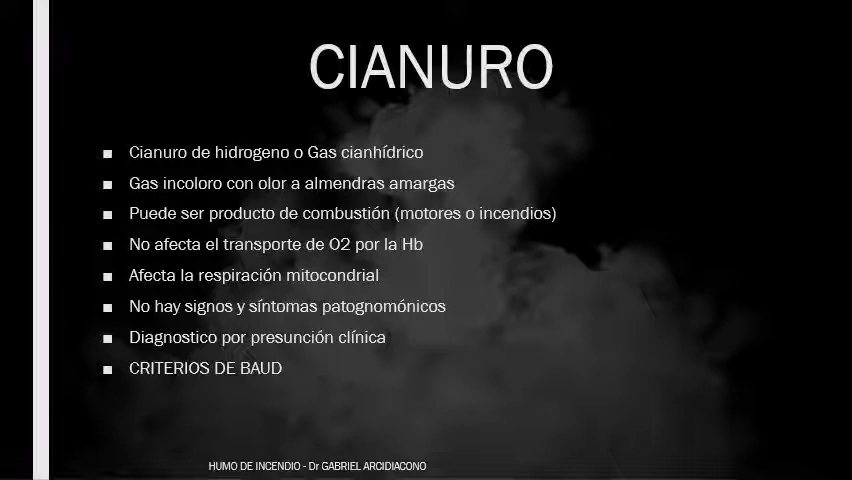 CIANURO
■ Cianuro de hidrogeno o Gas cianhídrico
■ Gas incoloro con olor a almendras amargas
■ Puede ser producto de combustión (motores o incendios)
■ No afecta el transporte de O2 por la Hb
■ Afecta la respiración mitocondrial
■ No hay signos y síntomas patognomónicos
■ Diagnostico por presunción clínica
■ CRITERIOS DE BAUD
HUMO DE INCENDIO - Dr GABRIEL ARCIDIACONO